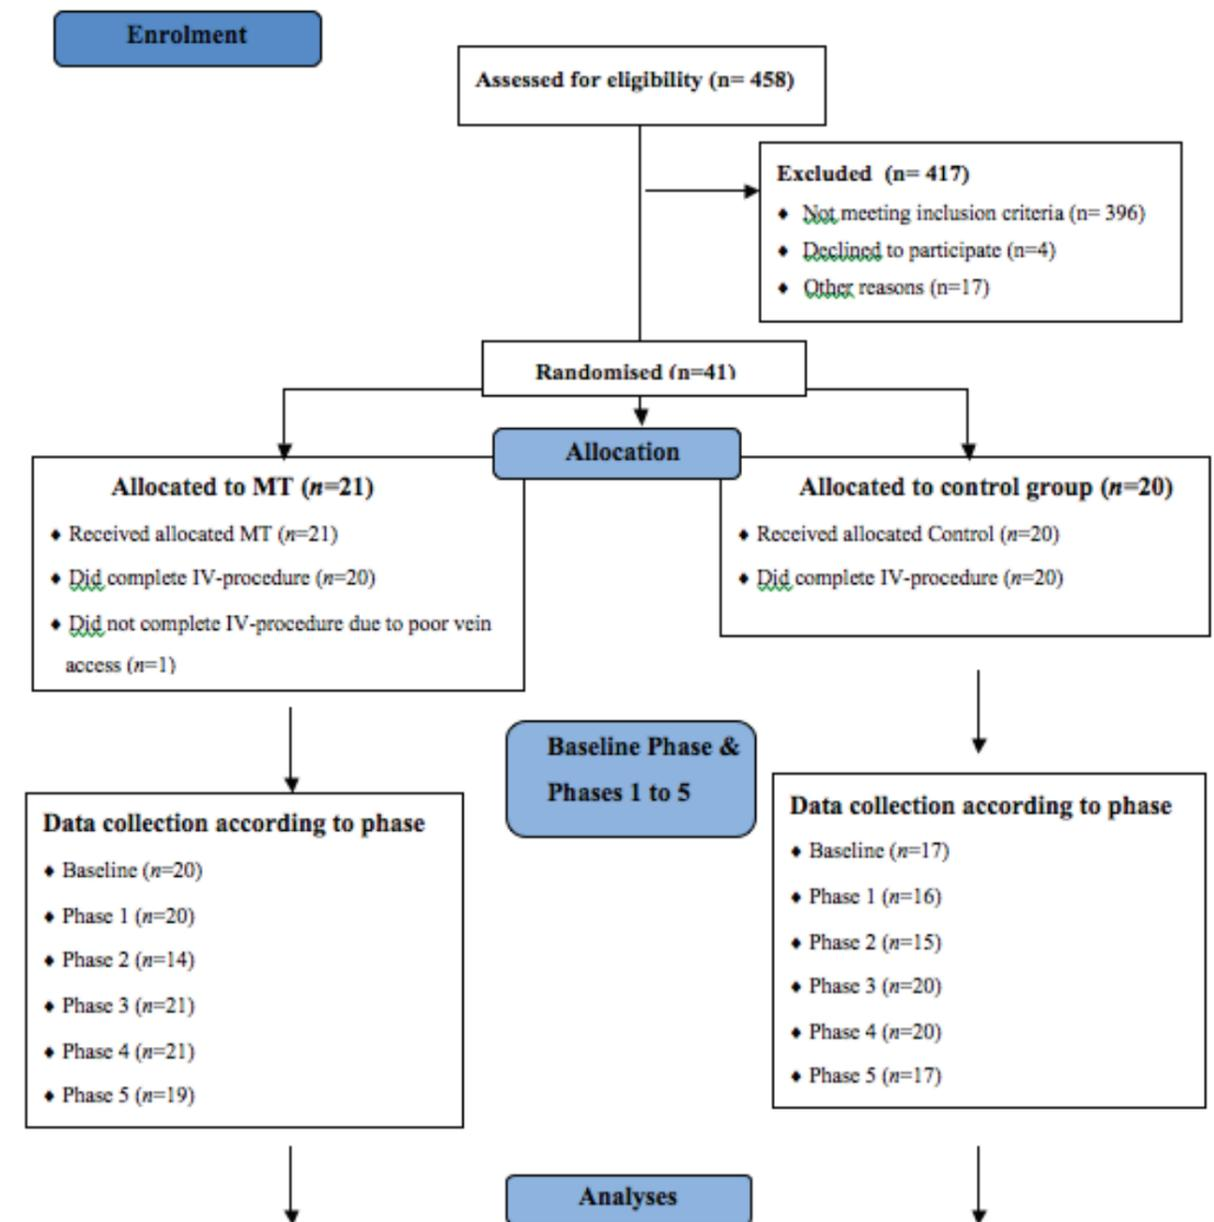 Enrolment
Assessed for eligibility (n= 458)
Excluded (n= 417)
♦ Not meeting inclusion criteria (n= 396)
♦ Declined to participate (n=4)
♦ Other reasons (n=17)
Randomised (n=41)
Allocation
Allocated to MT (n=21)
♦ Received allocated MT (n=21)
♦ Did complete IV-procedure (n=20)
♦ Did not complete IV-procedure due to poor vein
access (n=1)
Allocated to control group (n=20)
♦ Received allocated Control (n=20)
♦ Did complete IV-procedure (n=20)
Baseline Phase &
Phases 1 to 5
Data collection according to phase
♦ Baseline (n=20)
♦ Phase 1 (n=20)
♦ Phase 2 (n=14)
♦ Phase 3 (n=21)
♦ Phase 4 (n=21)
♦ Phase 5 (n=19)
Data collection according to phase
♦ Baseline (n=17)
♦ Phase 1 (n=16)
♦ Phase 2 (n=15)
♦ Phase 3 (n=20)
♦ Phase 4 (n=20)
♦ Phase 5 (n=17)
Analyses